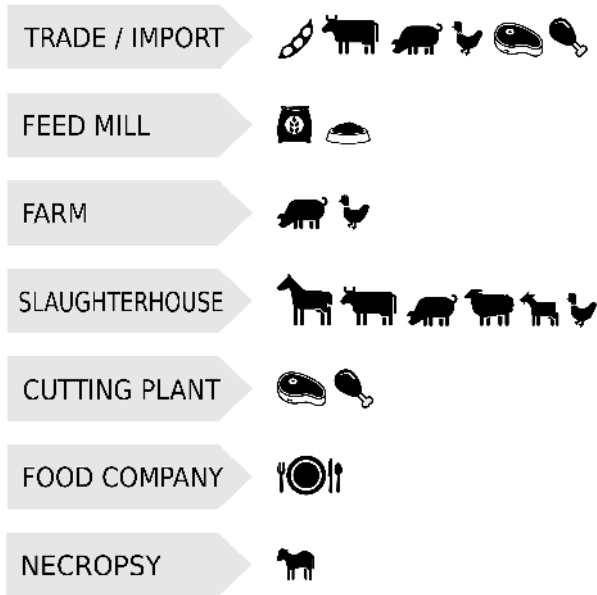 TRADE / IMPORT
FEED MILL
FARM
SLAUGHTERHOUSE
CUTTING PLANT
FOOD COMPANY
NECROPSY